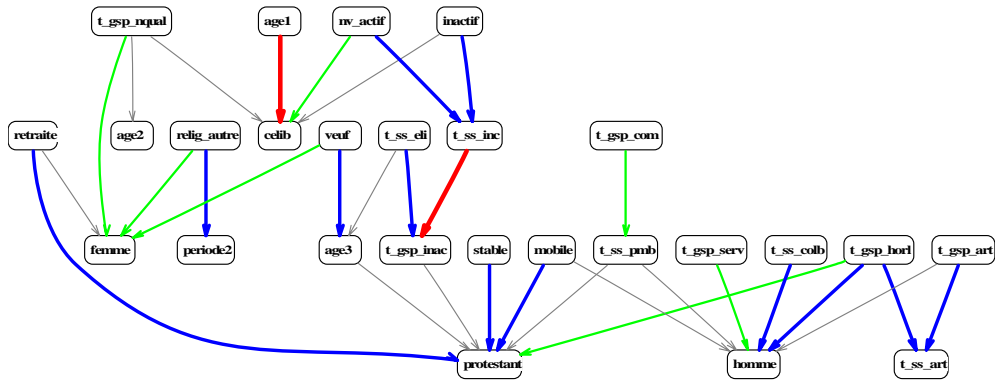 t_gsp_nqual age1 nv_actif inactif
retraite age2 relig_autre celib veuf t_ss_eli t_ss_inc t_gsp_com
femme periode2 age3 t_gsp_inac stable mobile t_ss_pmb t_gsp_serv t_ss_colb t_gsp_horl t_gsp_art
protestant homme t_ss_art